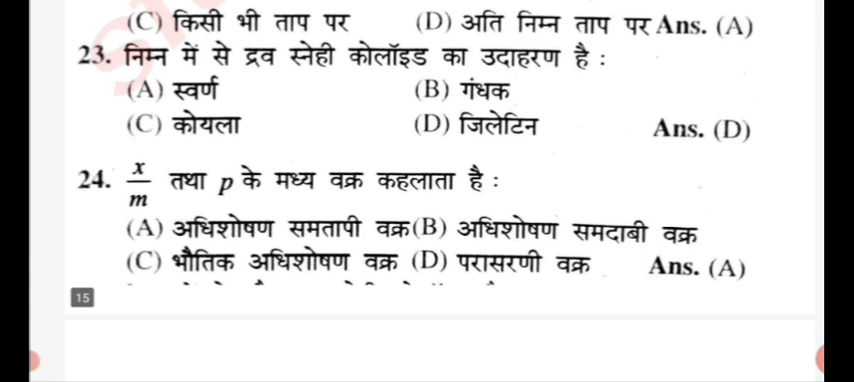 (C) किसी भी ताप पर (D) अति निम्न ताप पर Ans. (A)
23. निम्न में से द्रव स्नेही कोलॉइड का उदाहरण है :
(A) स्वर्ण (B) गंधक
(C) कोयला (D) जिलेटिन Ans. (D)
24. x/m तथा p के मध्य वक्र कहलाता है :
(A) अधिशोषण समतापी वक्र (B) अधिशोषण समदाबी वक्र
(C) भौतिक अधिशोषण वक्र (D) परासरणी वक्र Ans. (A)
15